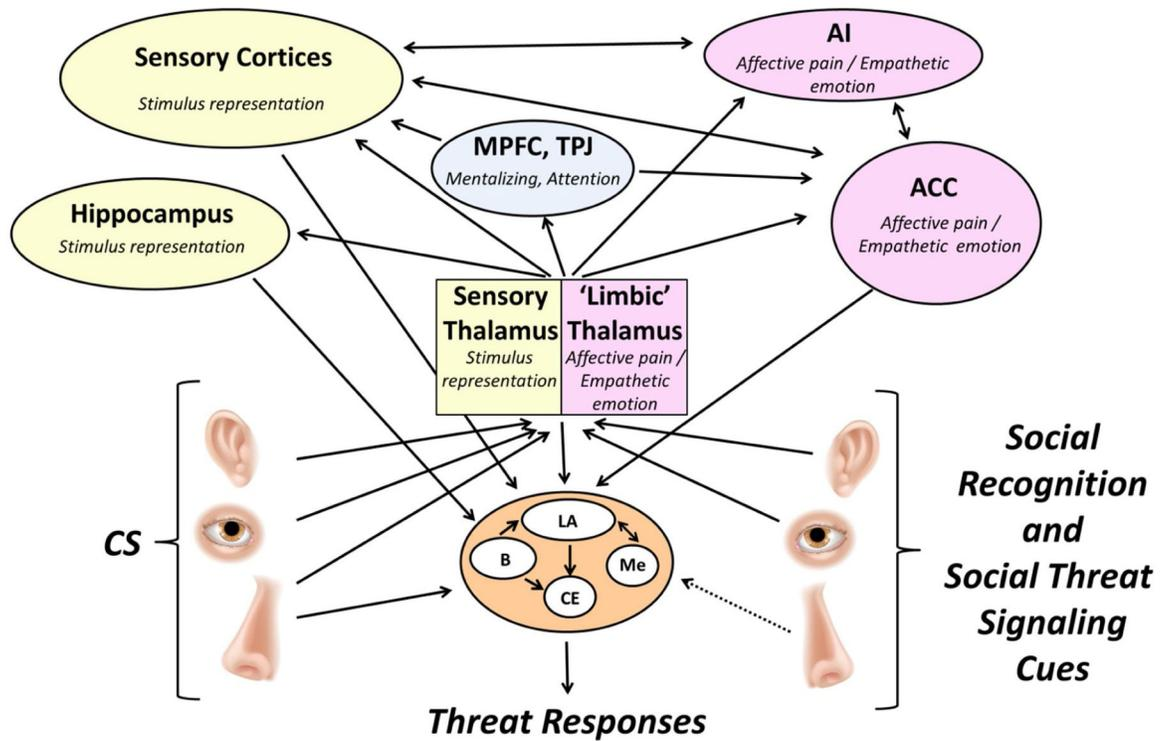 Sensory Cortices
Stimulus representation
AI
Affective pain / Empathetic
emotion
MPFC, TPJ
Mentalizing, Attention
Hippocampus
Stimulus representation
ACC
Affective pain /
Empathetic emotion
Sensory
Thalamus
Stimulus
representation
‘Limbic’
Thalamus
Affective pain /
Empathetic
emotion
CS
LA
B
Me
CE
Social
Recognition
and
Social Threat
Signaling
Cues
Threat Responses